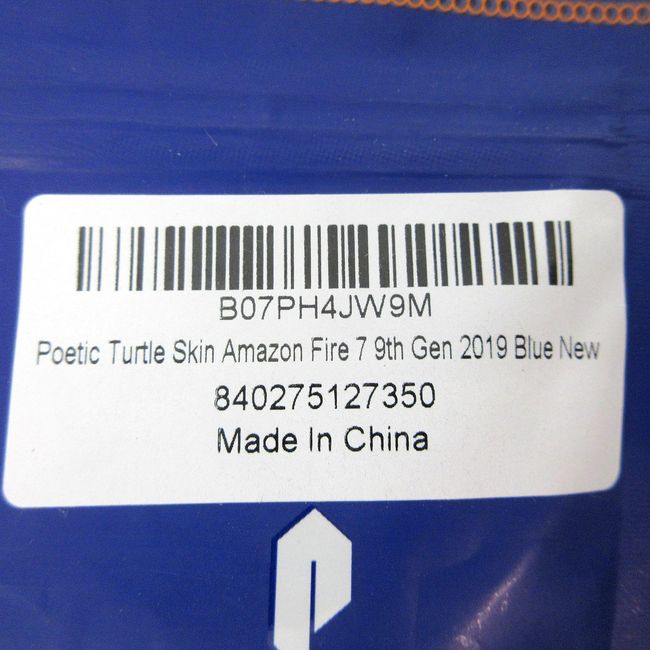 B07PH4JW9M
Poetic Turtle Skin Amazon Fire 7 9th Gen 2019 Blue New
840275127350
Made In China